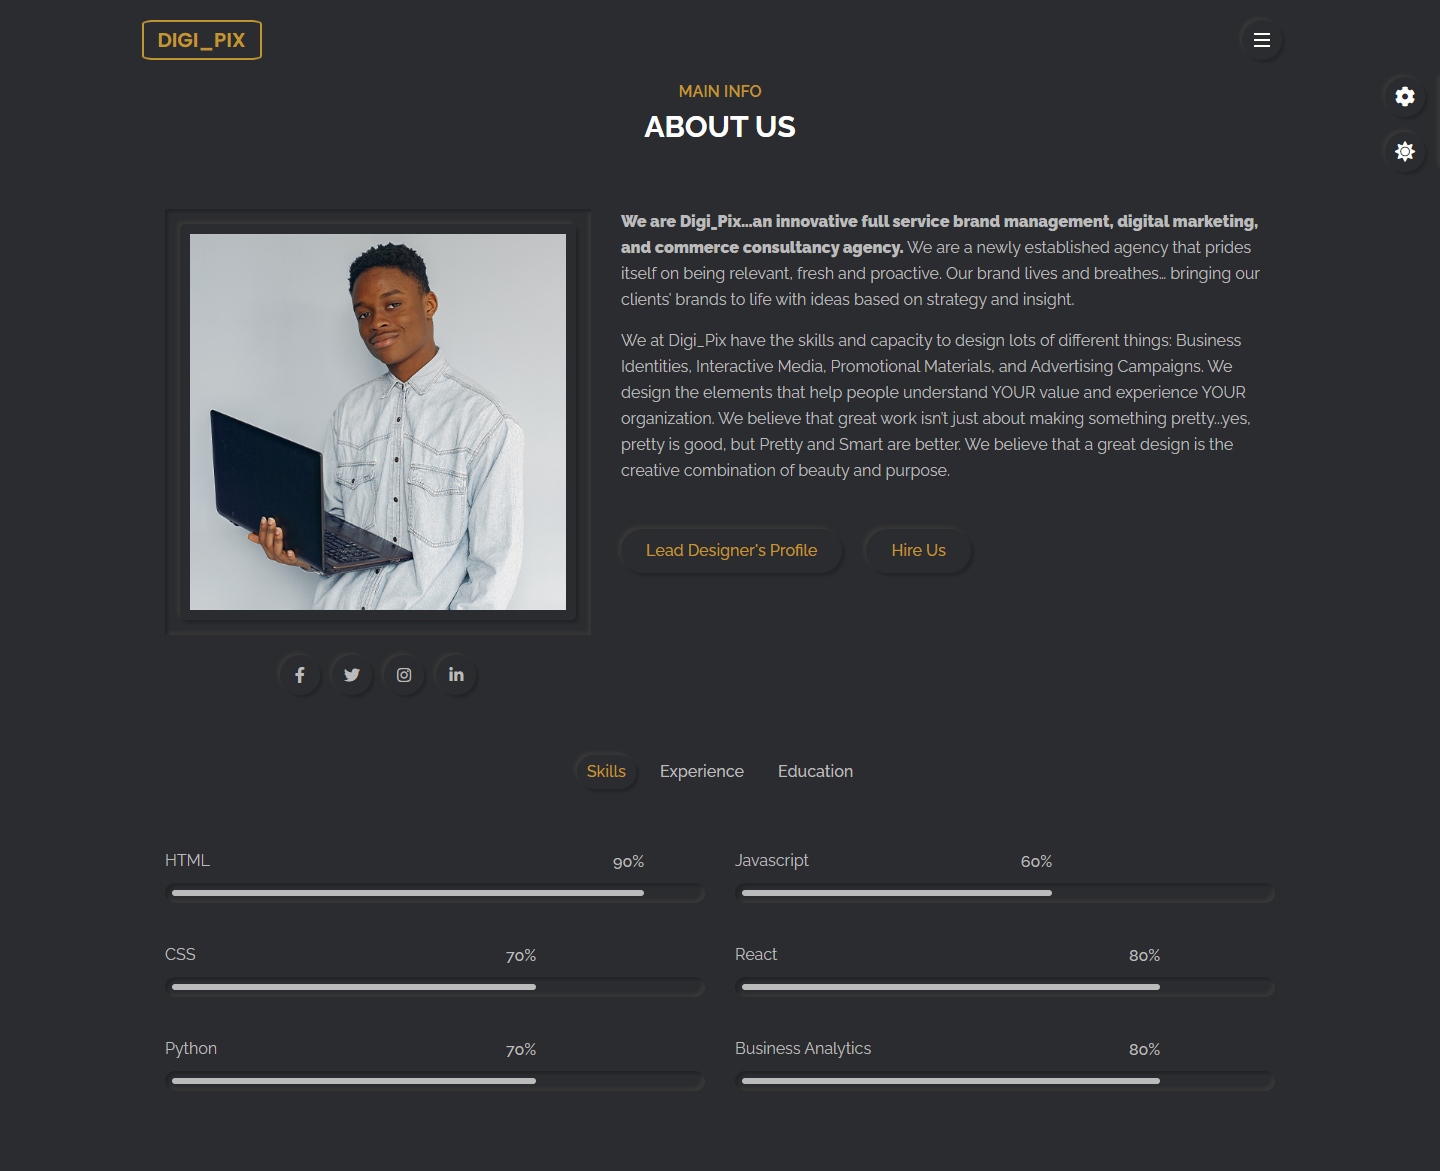 DIGI_PIX
MAIN INFO
ABOUT US
We are Digi_Pix...an innovative full service brand management, digital marketing,
and commerce consultancy agency. We are a newly established agency that prides
itself on being relevant, fresh and proactive. Our brand lives and breathes... bringing our
clients' brands to life with ideas based on strategy and insight.
We at Digi_Pix have the skills and capacity to design lots of different things: Business
Identities, Interactive Media, Promotional Materials, and Advertising Campaigns. We
design the elements that help people understand YOUR value and experience YOUR
organization. We believe that great work isn't just about making something pretty...yes,
pretty is good, but Pretty and Smart are better. We believe that a great design is the
creative combination of beauty and purpose.
Lead Designer's Profile Hire Us
Skills Experience Education
HTML 90% Javascript 60%
CSS 70% React 80%
Python 70% Business Analytics 80%